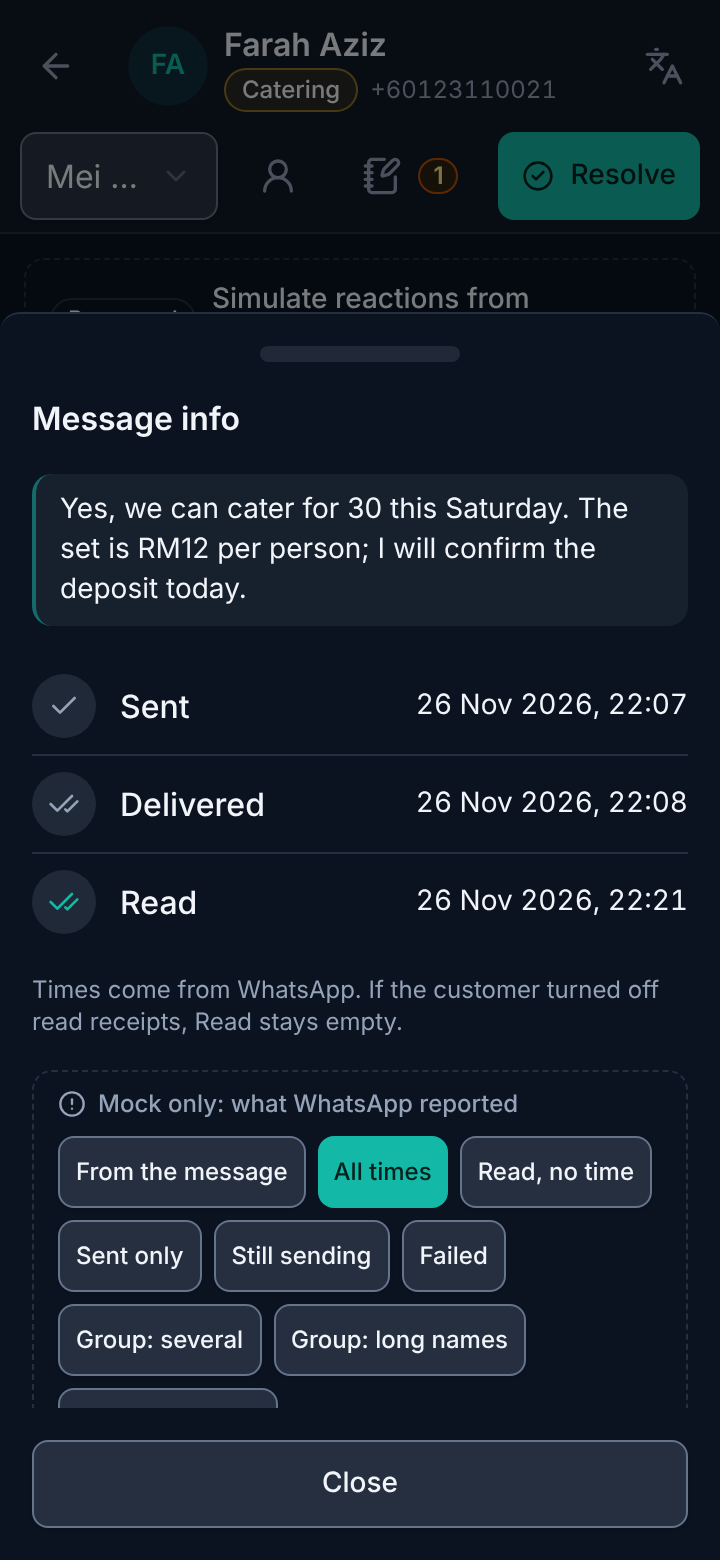 FA
Farah Aziz
Catering +60123110021
Mei ...
1
Resolve
Simulate reactions from
Message info
Yes, we can cater for 30 this Saturday. The
set is RM12 per person; I will confirm the
deposit today.
Sent 26 Nov 2026, 22:07
Delivered 26 Nov 2026, 22:08
Read 26 Nov 2026, 22:21
Times come from WhatsApp. If the customer turned off
read receipts, Read stays empty.
Mock only: what WhatsApp reported
From the message All times Read, no time
Sent only Still sending Failed
Group: several Group: long names
Close